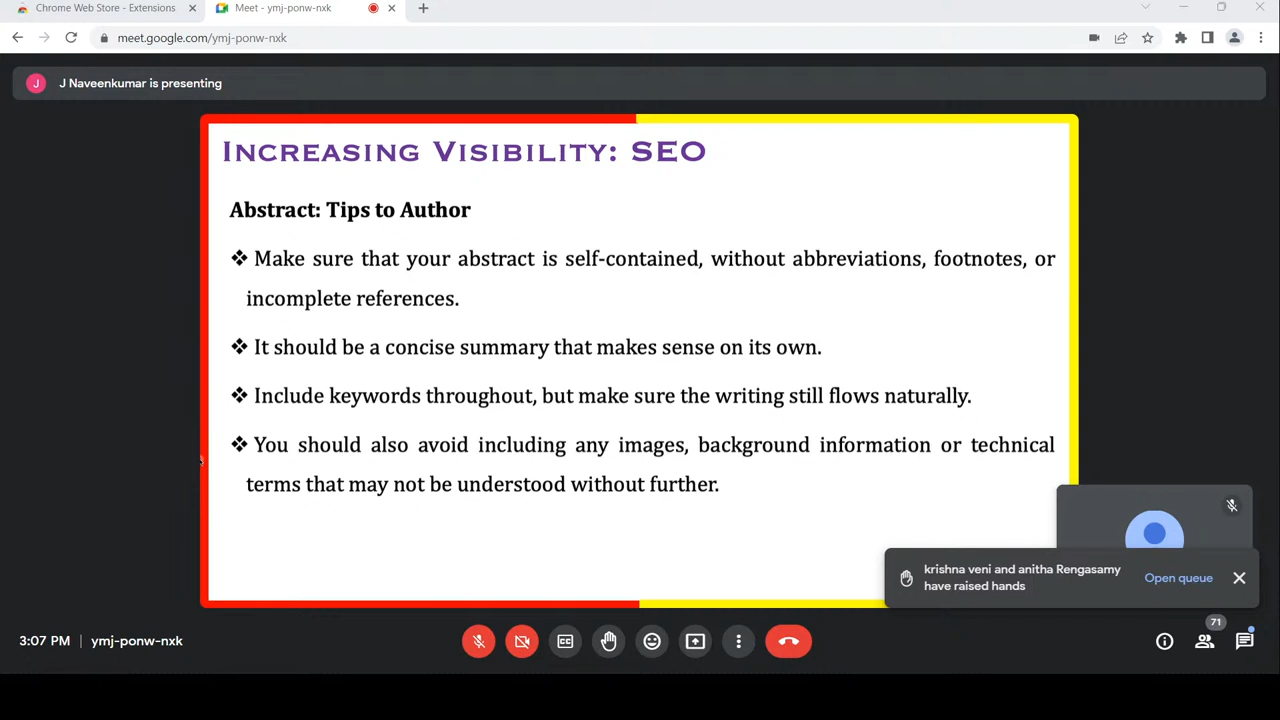 Chrome Web Store - Extensions
Meet - ymj-ponw-nxk
meet.google.com/ymj-ponw-nxk
J
J Naveenkumar is presenting
INCREASING VISIBILITY: SEO
Abstract: Tips to Author
❖ Make sure that your abstract is self-contained, without abbreviations, footnotes, or
incomplete references.
❖ It should be a concise summary that makes sense on its own.
❖ Include keywords throughout, but make sure the writing still flows naturally.
❖ You should also avoid including any images, background information or technical
terms that may not be understood without further.
krishna veni and anitha Rengasamy
have raised hands
Open queue
3:07 PM | ymj-ponw-nxk
71